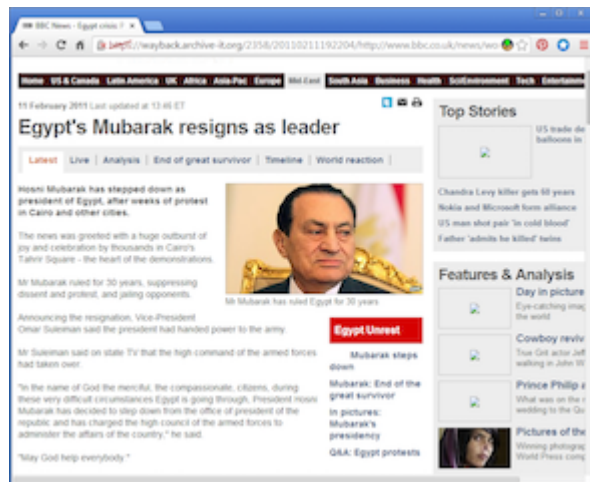 BBC News - Egypt crisis: H
https://wayback.archive-it.org/2358/20110211192204/http://www.bbc.co.uk/news/wo
Home US & Canada Latin America UK Africa Asia-Pac Europe Mid-East South Asia Business Health Sci/Environment Tech Entertainme
11 February 2011 Last updated at 13:46 ET
Egypt's Mubarak resigns as leader
Latest Live Analysis End of great survivor Timeline World reaction
Hosni Mubarak has stepped down as
president of Egypt, after weeks of protest
in Cairo and other cities.
The news was greeted with a huge outburst of
joy and celebration by thousands in Cairo's
Tahrir Square - the heart of the demonstrations.
Mr Mubarak ruled for 30 years, suppressing
dissent and protest, and jailing opponents.
Mr Mubarak has ruled Egypt for 30 years
Announcing the resignation, Vice-President
Omar Suleiman said the president had handed power to the army.
Mr Suleiman said on state TV that the high command of the armed forces
had taken over.
"In the name of God the merciful, the compassionate, citizens, during
these very difficult circumstances Egypt is going through, President Hosni
Mubarak has decided to step down from the office of president of the
republic and has charged the high council of the armed forces to
administer the affairs of the country," he said.
"May God help everybody."
Egypt Unrest
Mubarak steps
down
Mubarak: End of the
great survivor
In pictures:
Mubarak's
presidency
Q&A: Egypt protests
Top Stories
US trade de
balloons in
Chandra Levy killer gets 60 years
Nokia and Microsoft form alliance
US man shot pair 'in cold blood'
Father 'admits he killed' twins
Features & Analysis
Day in picture
Eye-catching imag
the world
Cowboy reviv
True Grit actor Jeff
walking in John W
Prince Philip a
What was on the
wedding to the Qu
Pictures of the
Winning photograp
World Press comp